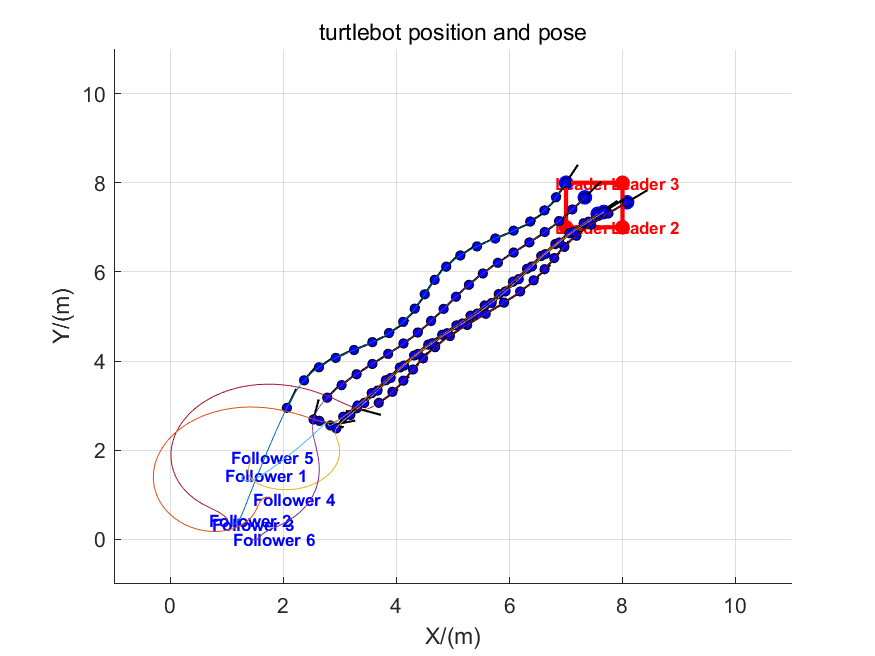 turtlebot position and pose
Y/(m)
10
8
6
4
2
0
Leader 3
Leader 2
Follower 5
Follower 1
Follower 4
Follower 2
Follower 3
Follower 6
0 2 4 6 8 10
X/(m)